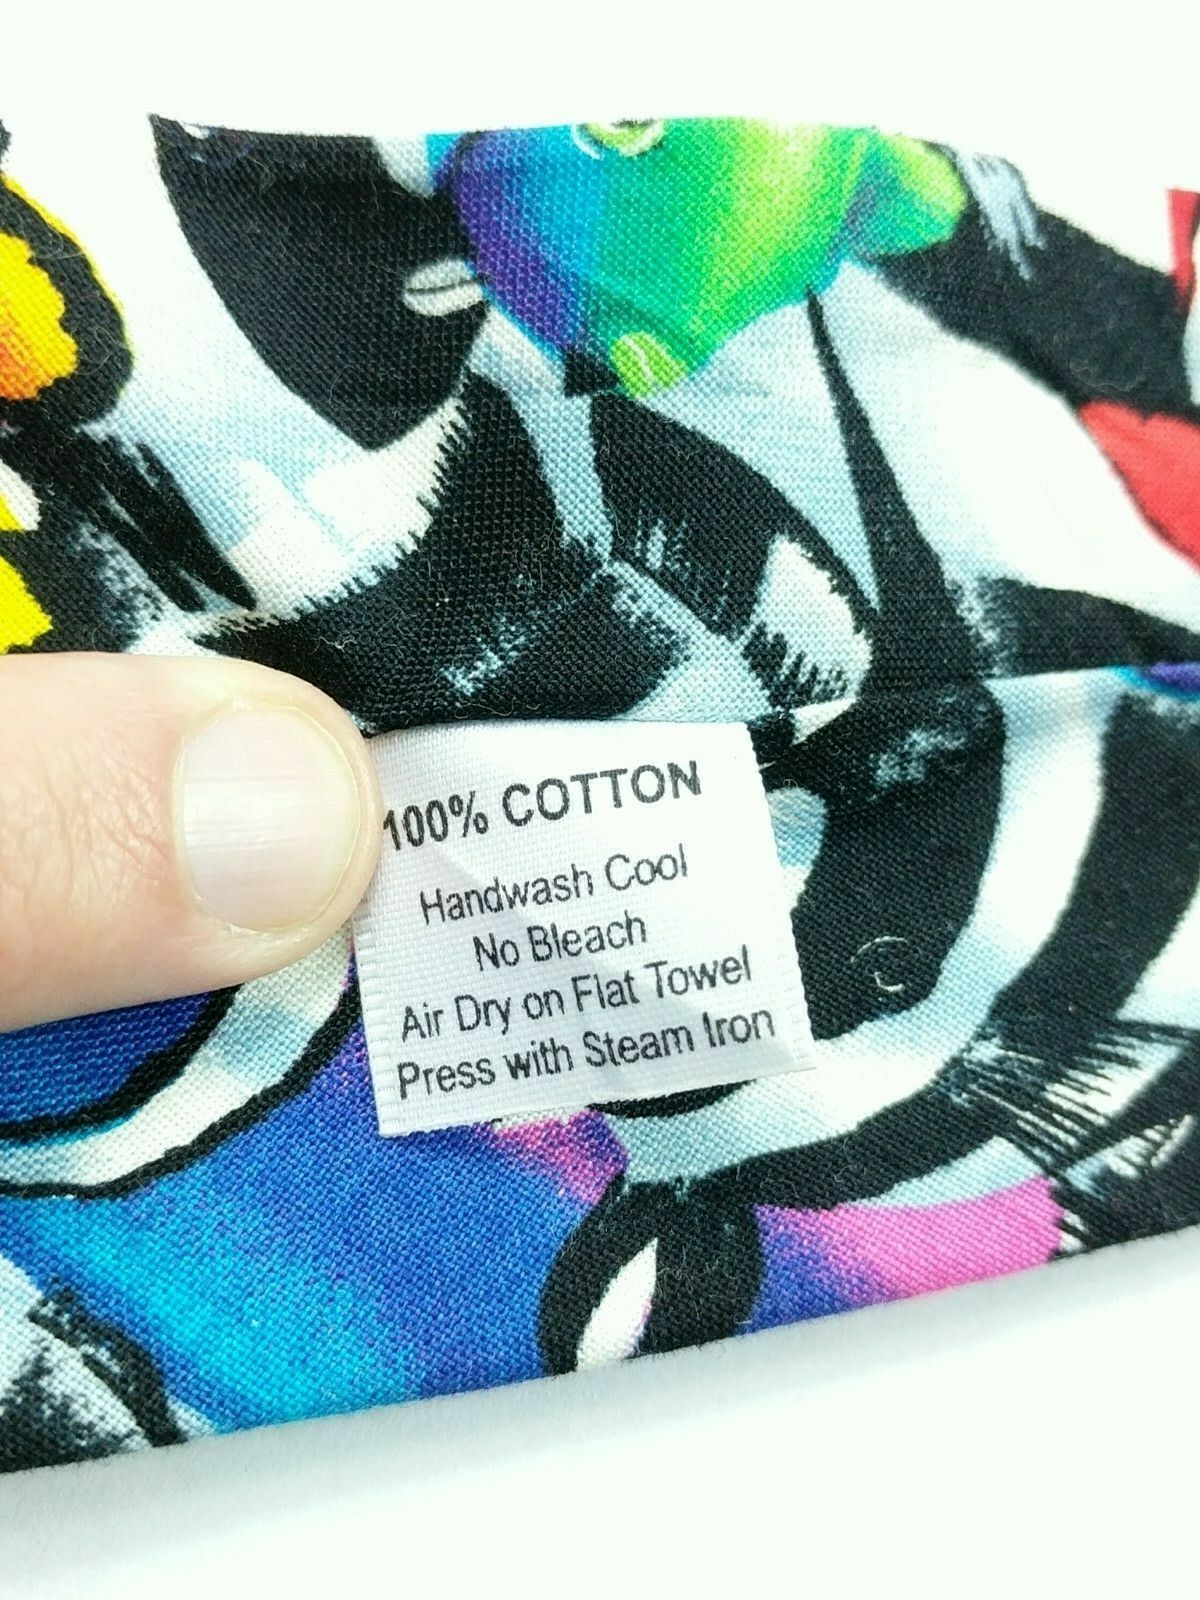 100% COTTON
Handwash Cool
No Bleach
Air Dry on Flat Towel
Press with Steam Iron